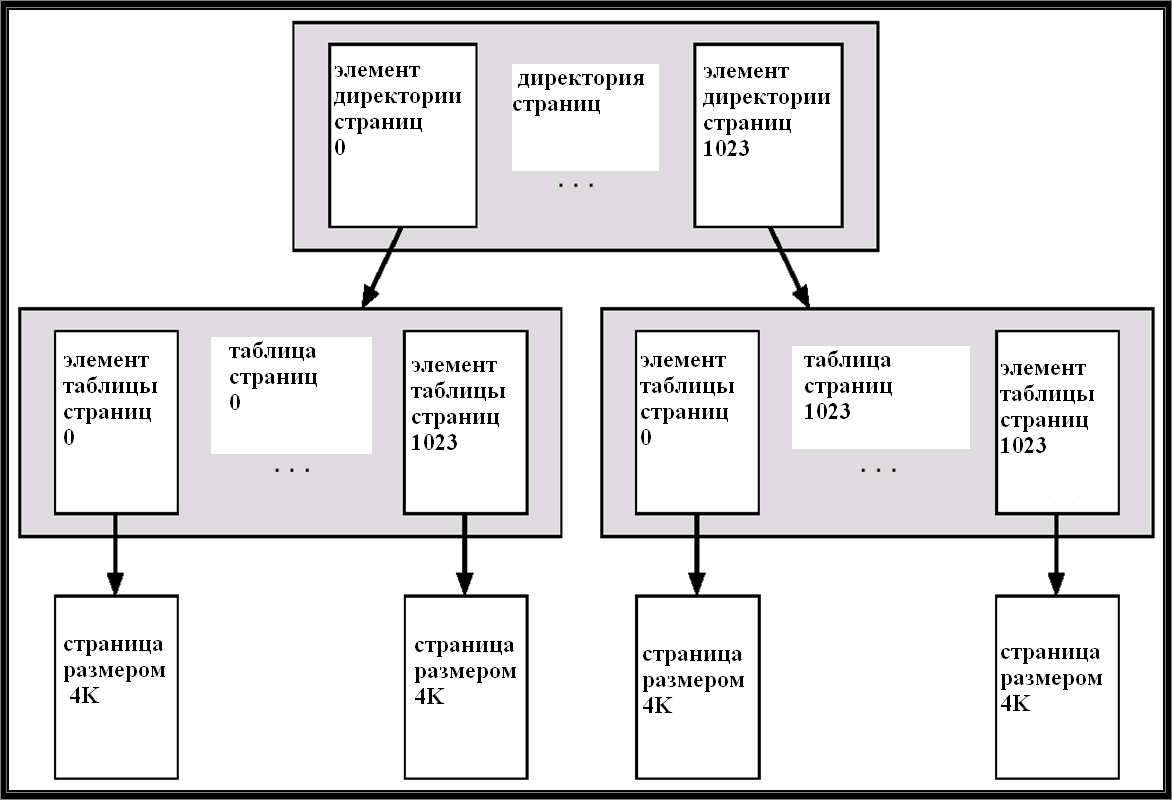 элемент
директории
страниц
0
директория
страниц
. . .
элемент
директории
страниц
1023
элемент
таблицы
страниц
0
таблица
страниц
0
. . .
элемент
таблицы
страниц
1023
элемент
таблицы
страниц
0
таблица
страниц
1023
. . .
элемент
таблицы
страниц
1023
страница
размером
4K
страница
размером
4K
страница
размером
4K
страница
размером
4K